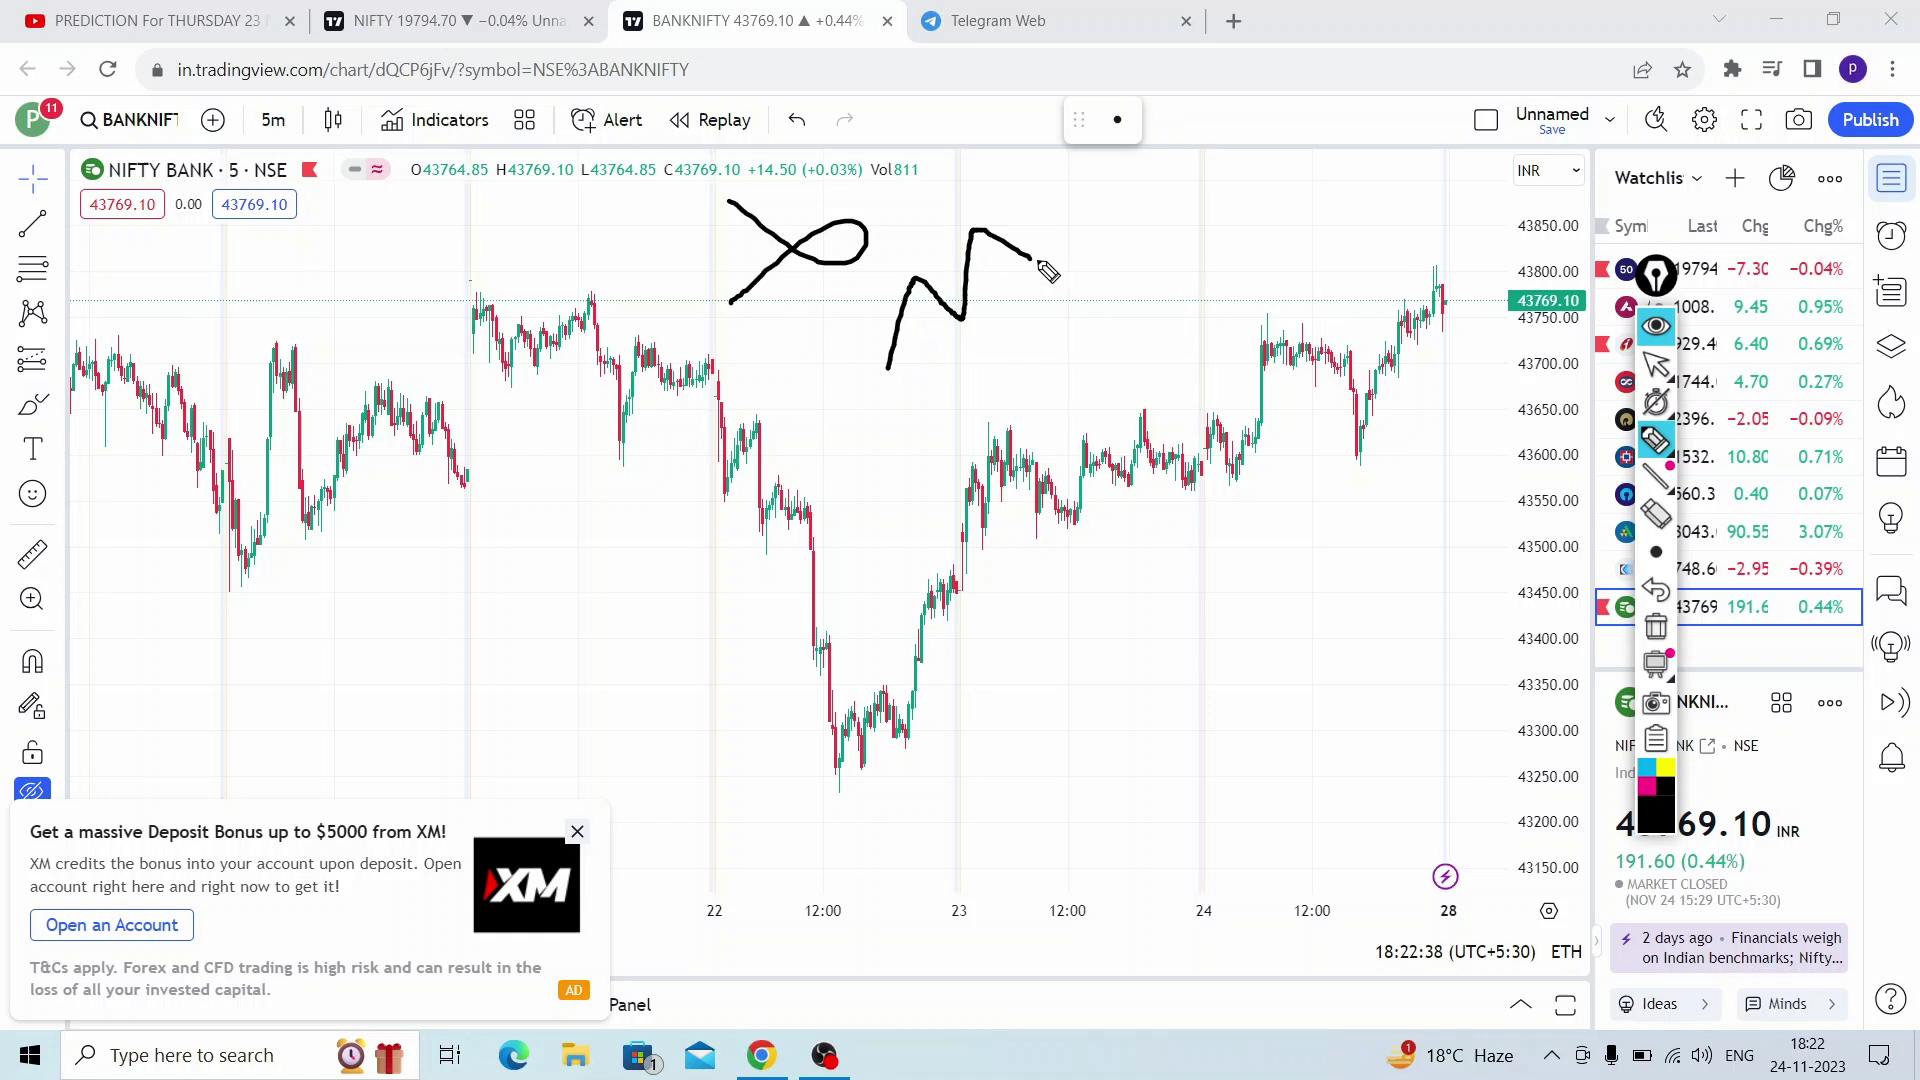 PREDICTION For THURSDAY 23
NIFTY 19794.70 ▼ −0.04% Unna
BANKNIFTY 43769.10 ▲ +0.44%
Telegram Web
in.tradingview.com/chart/dQCP6jFv/?symbol=NSE%3ABANKNIFTY
P
P
11
BANKNIFT
5m
Indicators
Alert
Replay
Unnamed
Save
Publish
NIFTY BANK · 5 · NSE
O43764.85 H43769.10 L43764.85 C43769.10 +14.50 (+0.03%) Vol811
43769.10 0.00 43769.10
INR
43850.00
43800.00
43769.10
43750.00
43700.00
43650.00
43600.00
43550.00
43500.00
43450.00
43400.00
43350.00
43300.00
43250.00
43200.00
43150.00
22 12:00 23 12:00 24 12:00 28
18:22:38 (UTC+5:30) ETH
Watchlis
Sym Last Chg Chg%
50 19794 −7.30 −0.04%
1008. 9.45 0.95%
929.4 6.40 0.69%
1744. 4.70 0.27%
2396. −2.05 −0.09%
1532. 10.80 0.71%
560.3 0.40 0.07%
3043. 90.55 3.07%
748.6 −2.95 −0.39%
43769 191.6 0.44%
NKNI...
NIF NK • NSE
Ind
4 69.10 INR
191.60 (0.44%)
MARKET CLOSED
(NOV 24 15:29 UTC+5:30)
2 days ago • Financials weigh
on Indian benchmarks; Nifty...
Ideas
Minds
Get a massive Deposit Bonus up to $5000 from XM!
XM credits the bonus into your account upon deposit. Open
account right here and right now to get it!
XM
Open an Account
T&Cs apply. Forex and CFD trading is high risk and can result in the
loss of all your invested capital.
AD
Panel
Type here to search
1
1
18°C Haze
ENG
18:22
24-11-2023